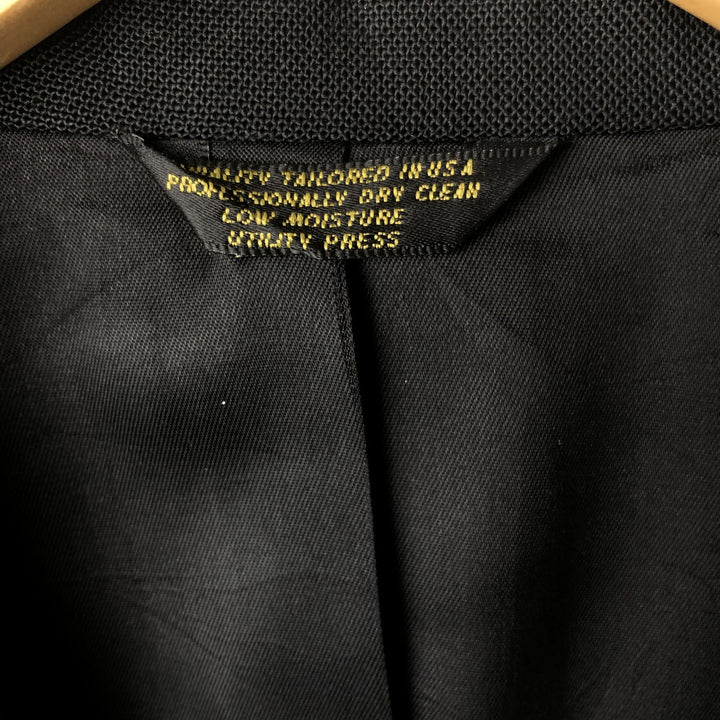 QUALITY TAILORED IN USA
PROFESSIONALLY DRY CLEAN
LOW MOISTURE
UTILITY PRESS